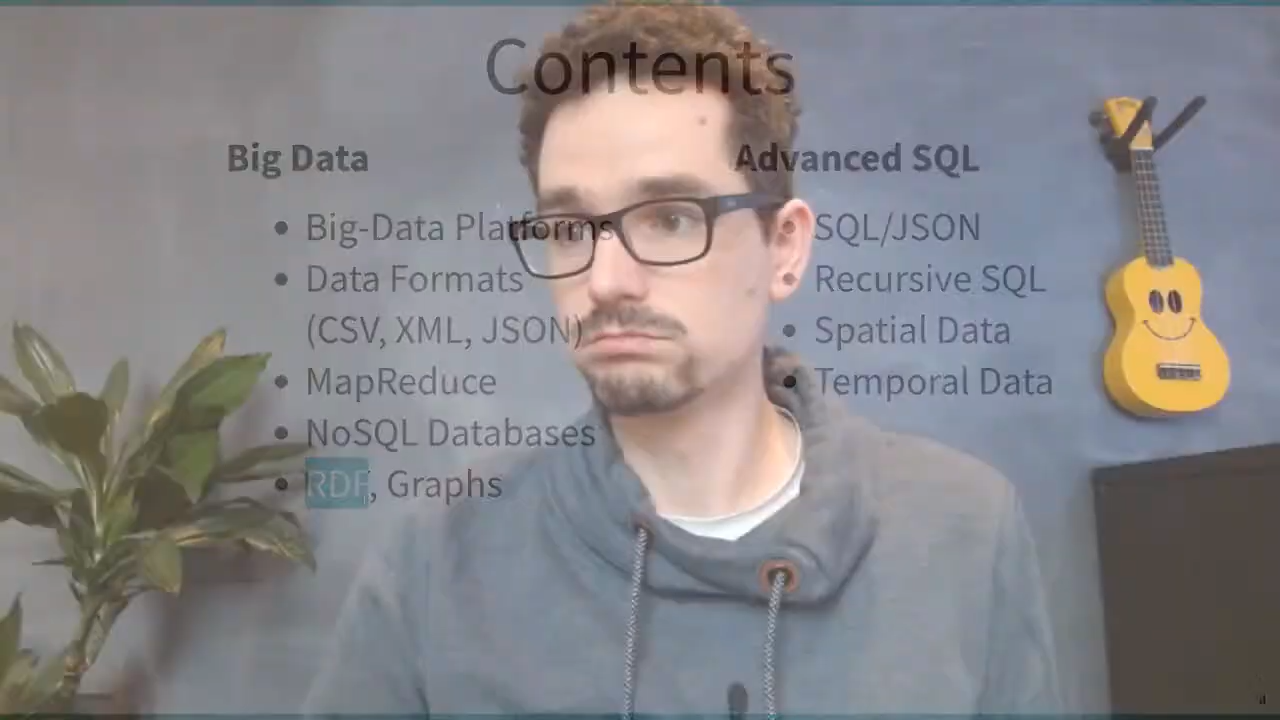 Contents
Big Data
• Big-Data Platforms
• Data Formats
(CSV, XML, JSON)
• MapReduce
• NoSQL Databases
• RDF, Graphs
Advanced SQL
• SQL/JSON
• Recursive SQL
• Spatial Data
• Temporal Data